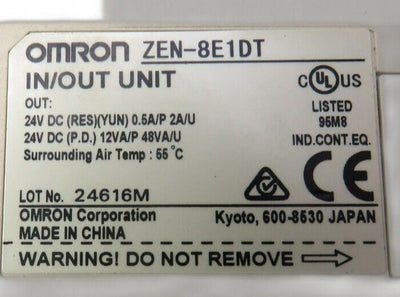 OMRON ZEN-8E1DT
IN/OUT UNIT
OUT:
24V DC (RES)(YUN) 0.5A/P 2A/U
24V DC (P.D.) 12VA/P 48VA/U
Surrounding Air Temp : 55 °C
C UL US
LISTED
95M8
IND.CONT.EQ.
CE
LOT No. 24616M
OMRON Corporation
Kyoto, 600-8530 JAPAN
MADE IN CHINA
WARNING! DO NOT REMOVE